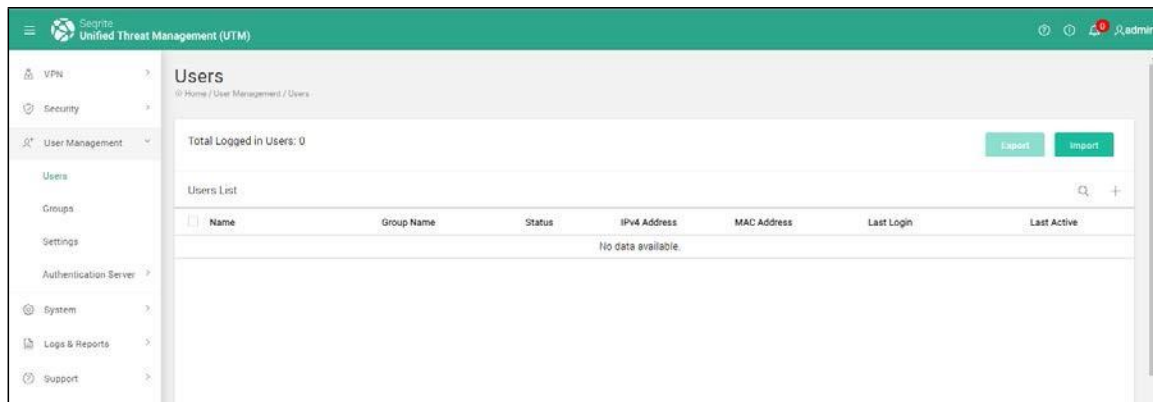 Seqrite
Unified Threat Management (UTM)
0
admin
VPN
Security
User Management
Users
Groups
Settings
Authentication Server
System
Logs & Reports
Support
Users
Home / User Management / Users
Total Logged in Users: 0
Export
Import
Users List
Name Group Name Status IPv4 Address MAC Address Last Login Last Active
No data available.